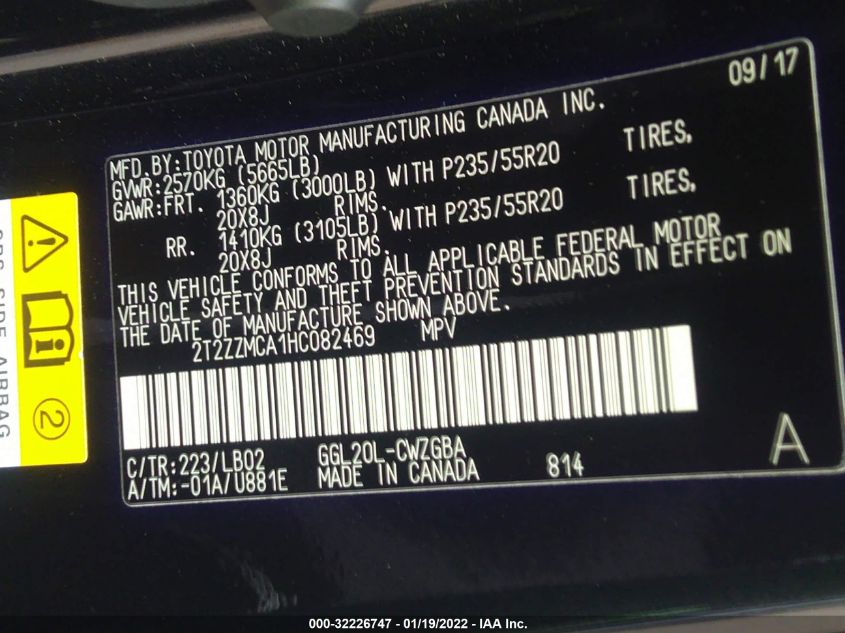 09/17
MFD.BY:TOYOTA MOTOR MANUFACTURING CANADA INC.
GVWR:2570KG (5665LB)
GAWR:FRT. 1360KG (3000LB) WITH P235/55R20 TIRES,
20X8J RIMS.
RR. 1410KG (3105LB) WITH P235/55R20 TIRES,
20X8J RIMS.
THIS VEHICLE CONFORMS TO ALL APPLICABLE FEDERAL MOTOR
VEHICLE SAFETY AND THEFT PREVENTION STANDARDS IN EFFECT ON
THE DATE OF MANUFACTURE SHOWN ABOVE.
2T2ZZMCA1HC082469 MPV
C/TR:223/LB02 GGL20L-CWZGBA
A/TM:-01A/U881E MADE IN CANADA 814
A
SRS SIDE AIRBAG
2
000-32226747 - 01/19/2022 - IAA Inc.